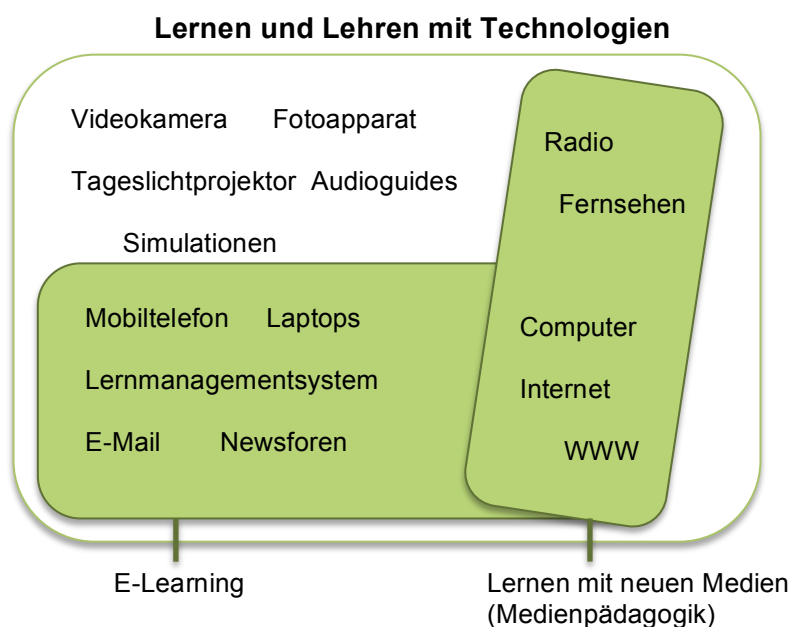 Lernen und Lehren mit Technologien
Videokamera Fotoapparat
Radio
Tageslichtprojektor Audioguides
Fernsehen
Simulationen
Mobiltelefon Laptops
Computer
Lernmanagementsystem
Internet
E-Mail Newsforen
WWW
E-Learning
Lernen mit neuen Medien
(Medienpädagogik)